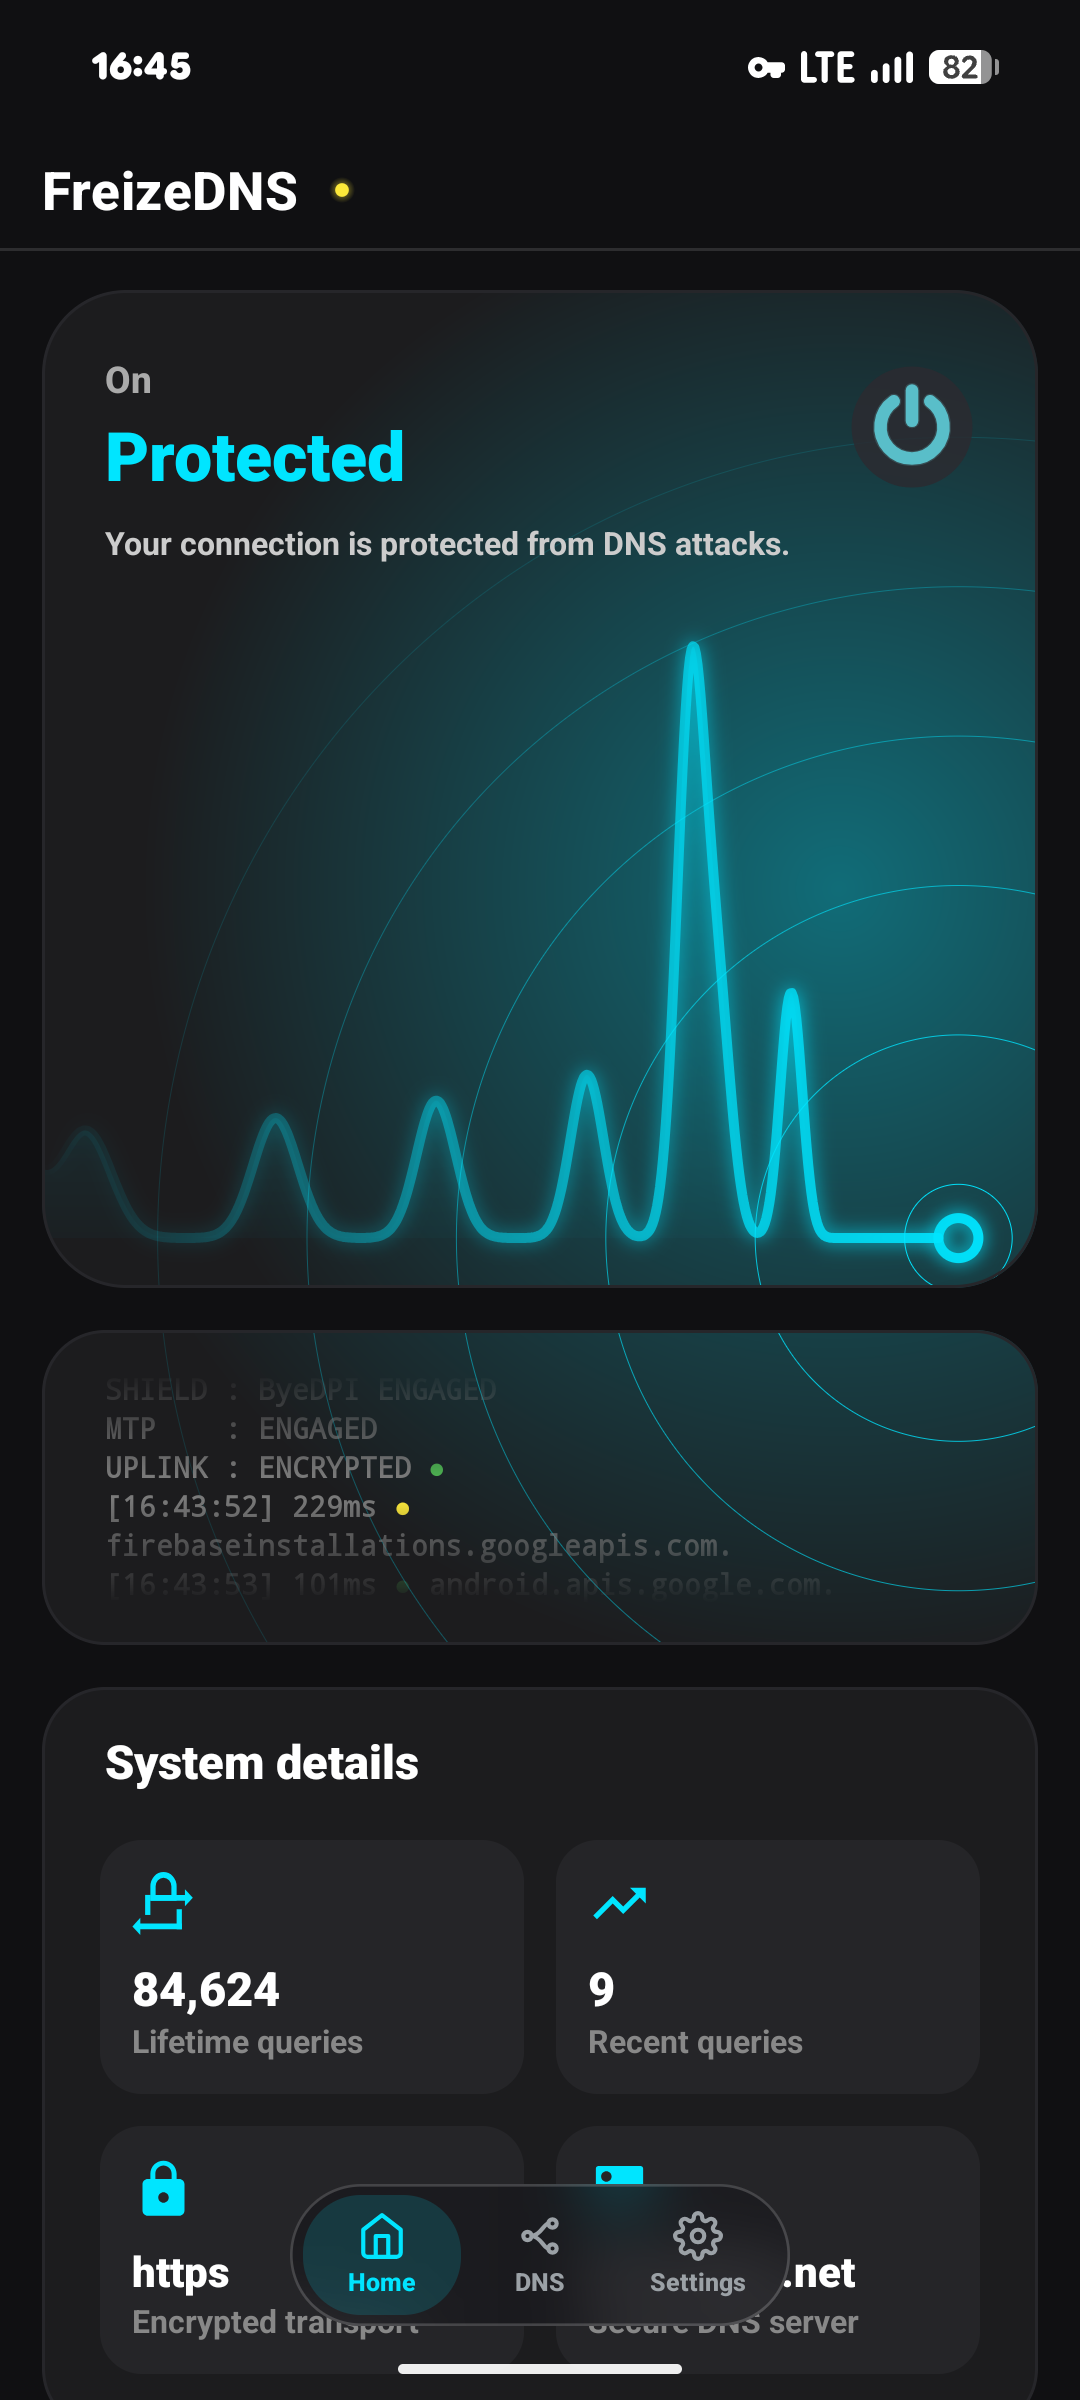 16:45 LTE 82
FreizeDNS
On
Protected
Your connection is protected from DNS attacks.
SHIELD : ByeDPI ENGAGED
MTP : ENGAGED
UPLINK : ENCRYPTED
[16:43:52] 229ms
firebaseinstallations.googleapis.com.
[16:43:53] 101ms android.apis.google.com.
System details
84,624
Lifetime queries
9
Recent queries
https
Encrypted transport
.net
Secure DNS server
Home
DNS
Settings